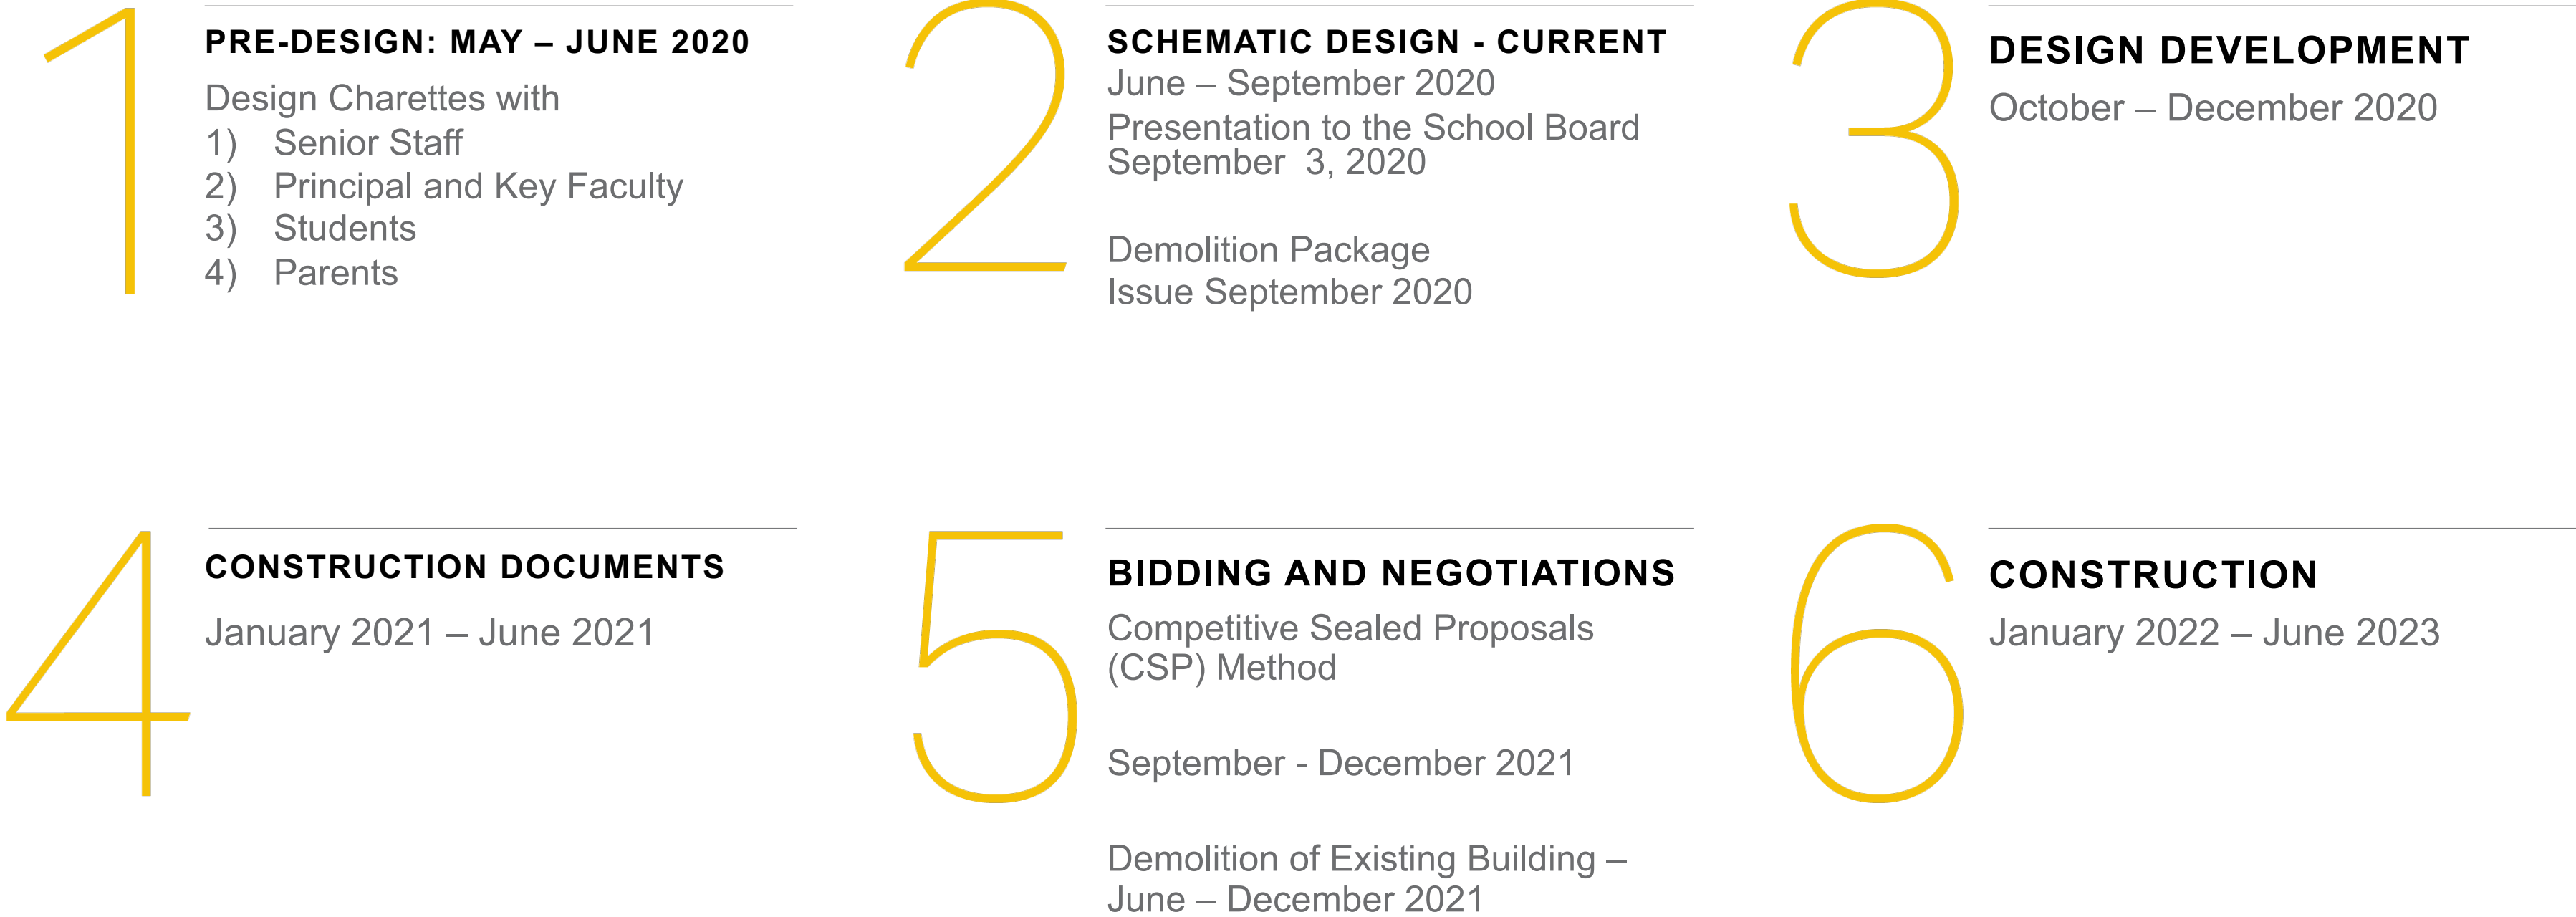 1
PRE-DESIGN: MAY – JUNE 2020
Design Charettes with
1) Senior Staff
2) Principal and Key Faculty
3) Students
4) Parents
2
SCHEMATIC DESIGN - CURRENT
June – September 2020
Presentation to the School Board
September 3, 2020
Demolition Package
Issue September 2020
3
DESIGN DEVELOPMENT
October – December 2020
4
CONSTRUCTION DOCUMENTS
January 2021 – June 2021
5
BIDDING AND NEGOTIATIONS
Competitive Sealed Proposals
(CSP) Method
September - December 2021
Demolition of Existing Building –
June – December 2021
6
CONSTRUCTION
January 2022 – June 2023